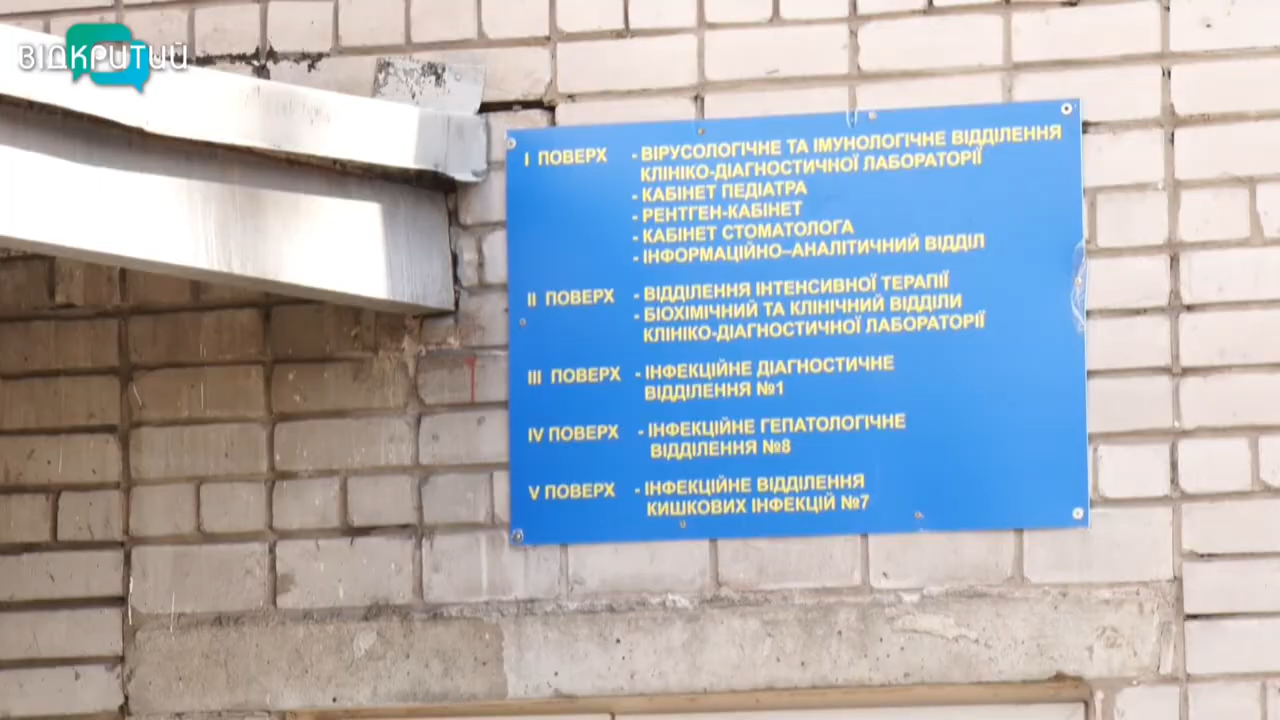 ВІДКРИТИЙ
І ПОВЕРХ - ВІРУСОЛОГІЧНЕ ТА ІМУНОЛОГІЧНЕ ВІДДІЛЕННЯ
КЛІНІКО-ДІАГНОСТИЧНОЇ ЛАБОРАТОРІЇ
- КАБІНЕТ ПЕДІАТРА
- РЕНТГЕН-КАБІНЕТ
- КАБІНЕТ СТОМАТОЛОГА
- ІНФОРМАЦІЙНО–АНАЛІТИЧНИЙ ВІДДІЛ
ІІ ПОВЕРХ - ВІДДІЛЕННЯ ІНТЕНСИВНОЇ ТЕРАПІЇ
- БІОХІМІЧНИЙ ТА КЛІНІЧНИЙ ВІДДІЛИ
КЛІНІКО-ДІАГНОСТИЧНОЇ ЛАБОРАТОРІЇ
ІІІ ПОВЕРХ - ІНФЕКЦІЙНЕ ДІАГНОСТИЧНЕ
ВІДДІЛЕННЯ №1
IV ПОВЕРХ - ІНФЕКЦІЙНЕ ГЕПАТОЛОГІЧНЕ
ВІДДІЛЕННЯ №8
V ПОВЕРХ - ІНФЕКЦІЙНЕ ВІДДІЛЕННЯ
КИШКОВИХ ІНФЕКЦІЙ №7